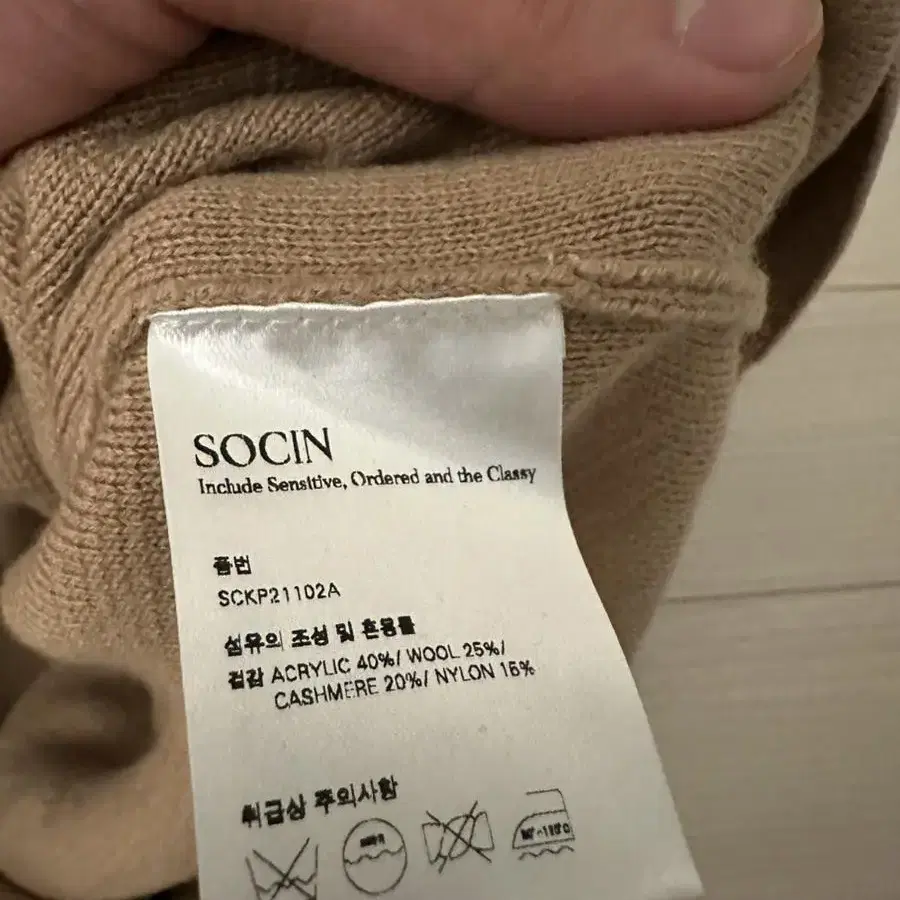 SOCIN
Include Sensitive, Ordered and the Classy
품번
SCKP21102A
섬유의 조성 및 혼용률
겉감 ACRYLIC 40%/ WOOL 25%/
CASHMERE 20%/ NYLON 15%
취급상 주의사항